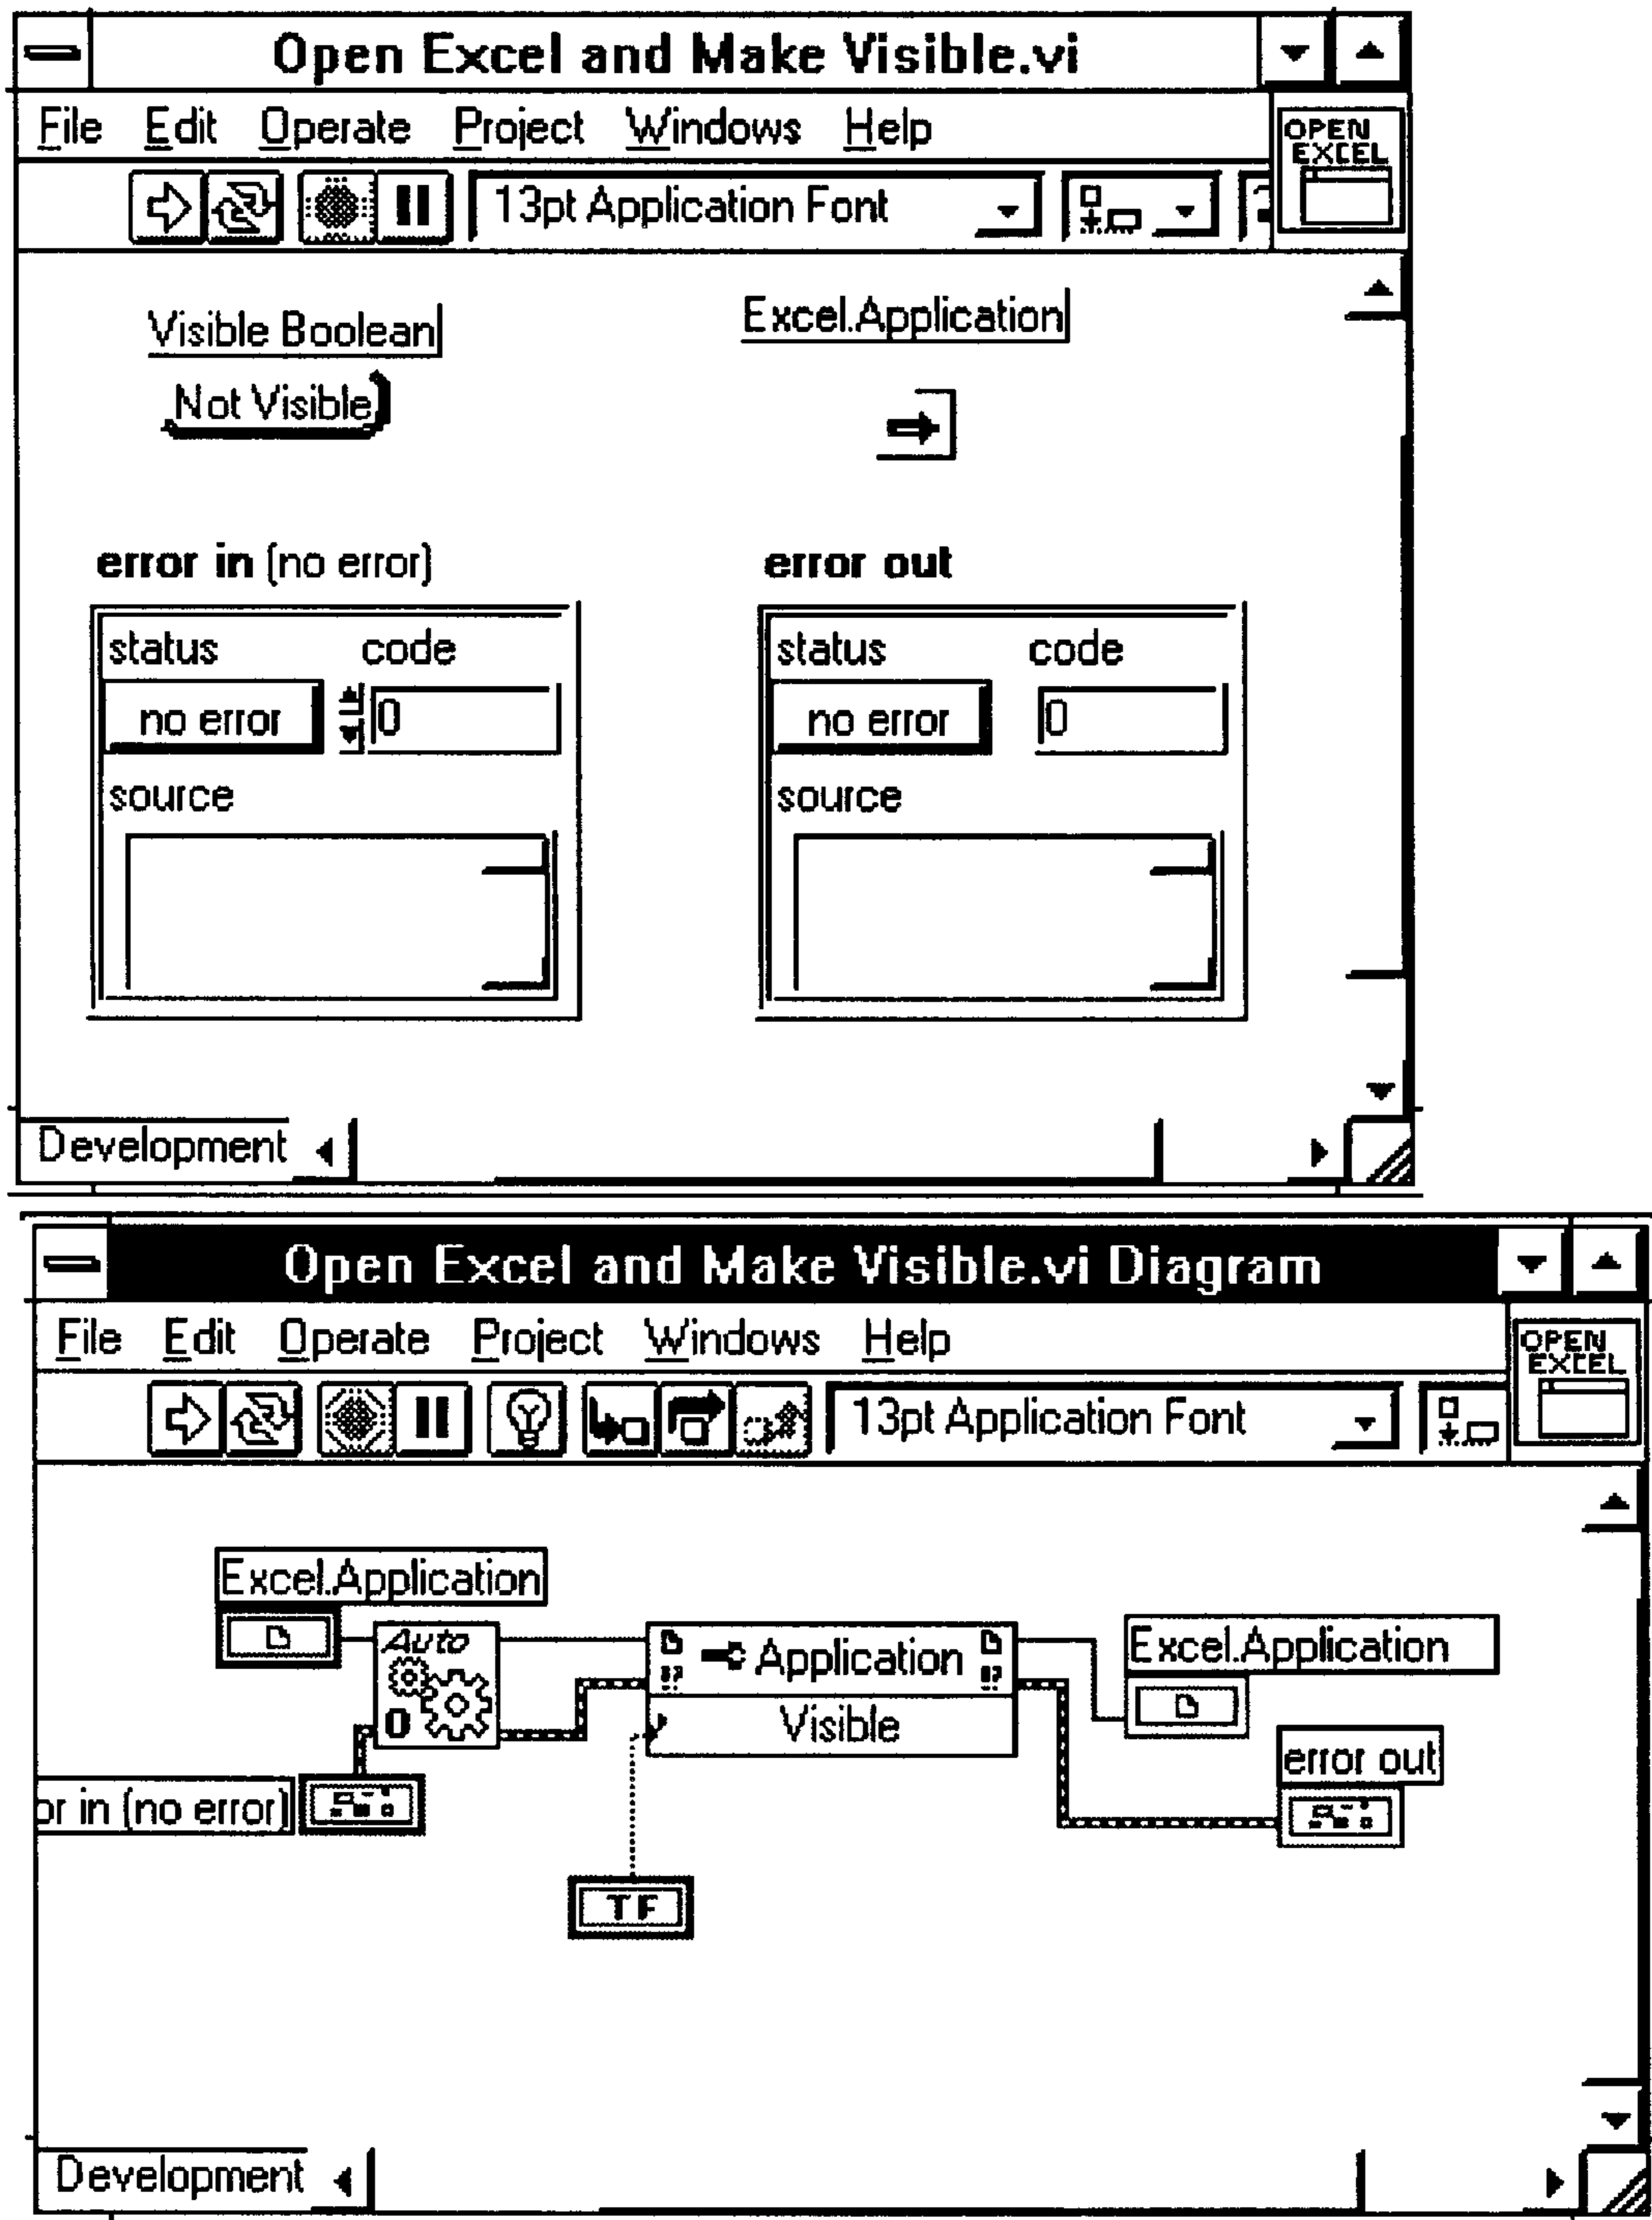 Open Excel and Make Visible.vi
File Edit Operate Project Windows Help
OPEN
EXCEL
13pt Application Font
Visible Boolean
Excel.Application
Not Visible
error in (no error)
error out
status code
status code
no error 0
no error 0
source
source
Development
Open Excel and Make Visible.vi Diagram
File Edit Operate Project Windows Help
OPEN
EXCEL
13pt Application Font
Excel.Application
Auto
0
Application
Visible
Excel.Application
error out
or in (no error)
TF
Development